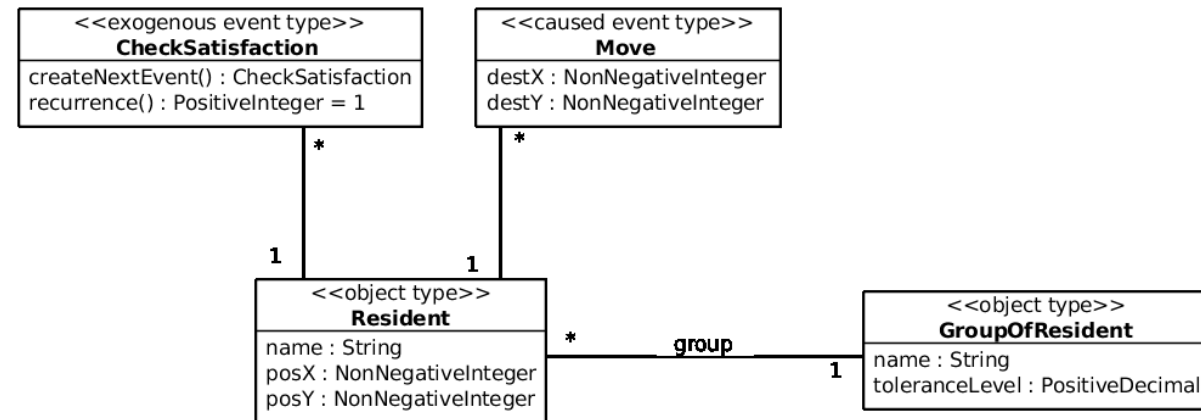 <<exogenous event type>>
CheckSatisfaction
createNextEvent() : CheckSatisfaction
recurrence() : PositiveInteger = 1
<<caused event type>>
Move
destX : NonNegativeInteger
destY : NonNegativeInteger
*
*
1
1
<<object type>>
Resident
name : String
posX : NonNegativeInteger
posY : NonNegativeInteger
*
group
1
<<object type>>
GroupOfResident
name : String
toleranceLevel : PositiveDecimal